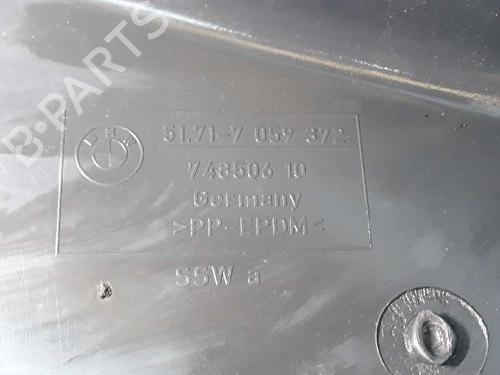 B-PARTS
BMW
51.71-7 059 372
748506 10
Germany
>PP-EPDM<
SSW a